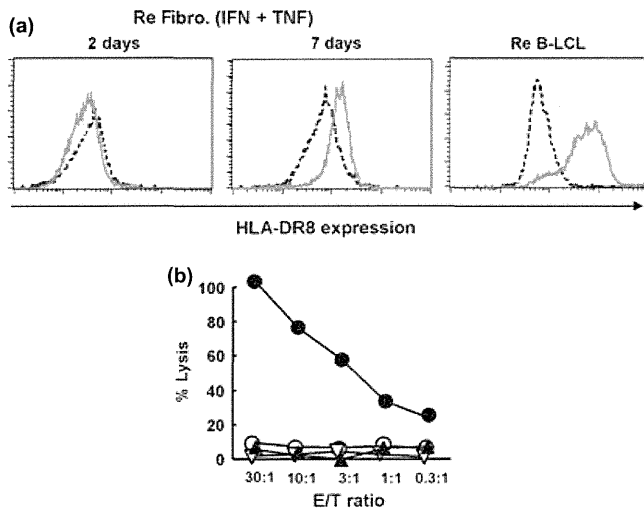 (a)
Re Fibro. (IFN + TNF)
2 days
7 days
Re B-LCL
HLA-DR8 expression
(b)
100
80
60
40
20
0
% Lysis
30:1 10:1 3:1 1:1 0.3:1
E/T ratio